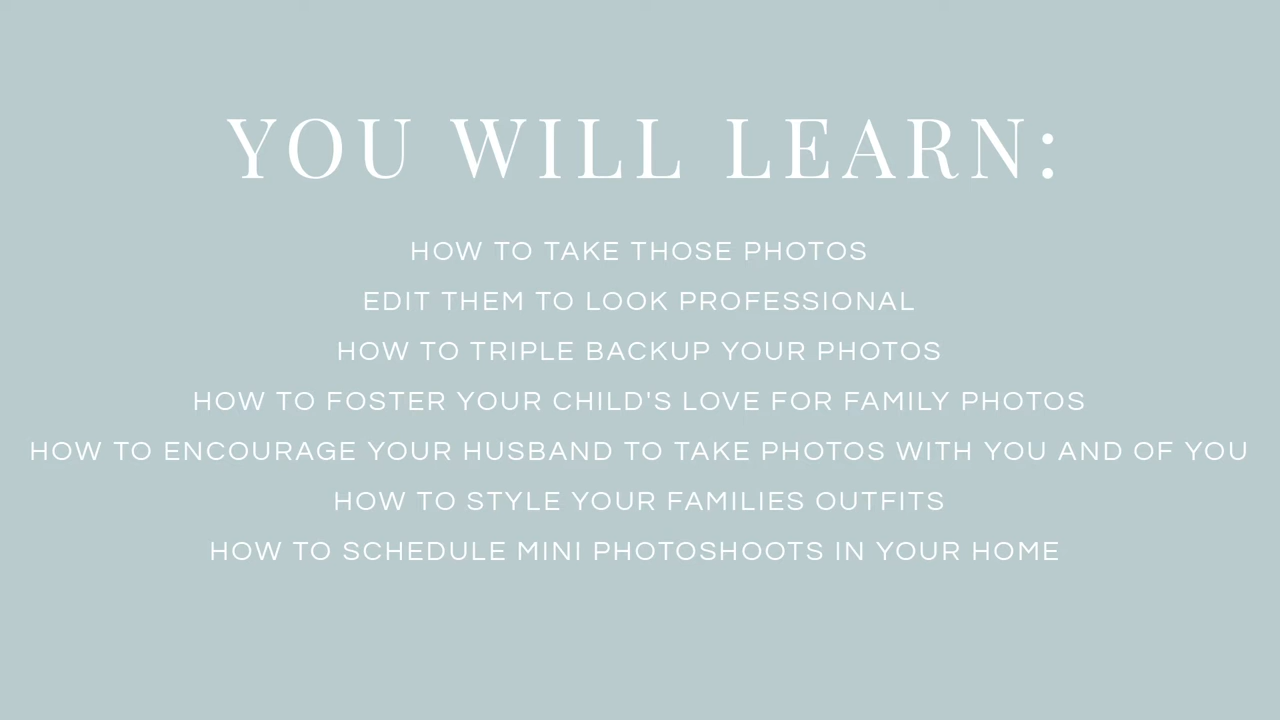 YOU WILL LEARN:
HOW TO TAKE THOSE PHOTOS
EDIT THEM TO LOOK PROFESSIONAL
HOW TO TRIPLE BACKUP YOUR PHOTOS
HOW TO FOSTER YOUR CHILD'S LOVE FOR FAMILY PHOTOS
HOW TO ENCOURAGE YOUR HUSBAND TO TAKE PHOTOS WITH YOU AND OF YOU
HOW TO STYLE YOUR FAMILIES OUTFITS
HOW TO SCHEDULE MINI PHOTOSHOOTS IN YOUR HOME